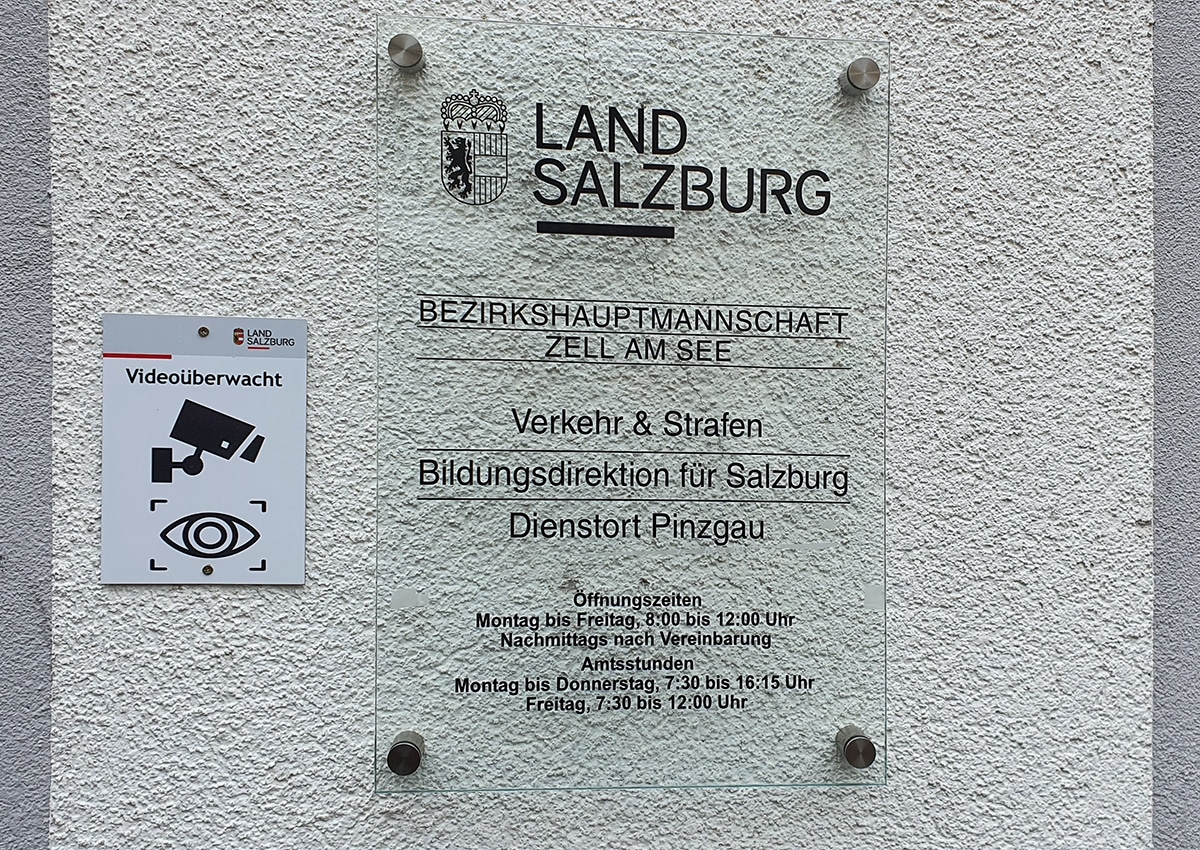 LAND
SALZBURG
Videoüberwacht
LAND
SALZBURG
BEZIRKSHAUPTMANNSCHAFT
ZELL AM SEE
Verkehr & Strafen
Bildungsdirektion für Salzburg
Dienstort Pinzgau
Öffnungszeiten
Montag bis Freitag, 8:00 bis 12:00 Uhr
Nachmittags nach Vereinbarung
Amtsstunden
Montag bis Donnerstag, 7:30 bis 16:15 Uhr
Freitag, 7:30 bis 12:00 Uhr